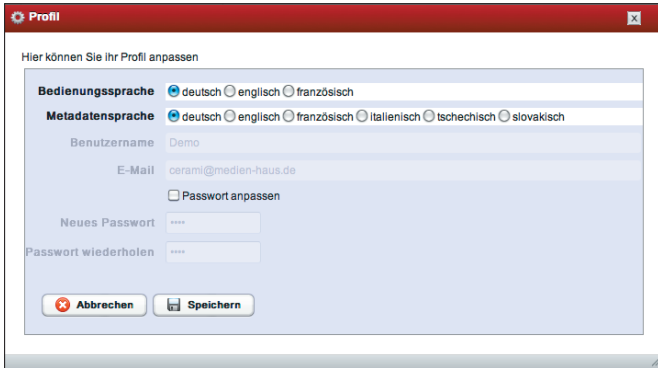 Profil
Hier können Sie ihr Profil anpassen
Bedienungssprache deutsch englisch französisch
Metadatensprache deutsch englisch französisch italienisch tschechisch slovakisch
Benutzername Demo
E-Mail cerami@medien-haus.de
Passwort anpassen
Neues Passwort ••••
Passwort wiederholen ••••
Abbrechen Speichern